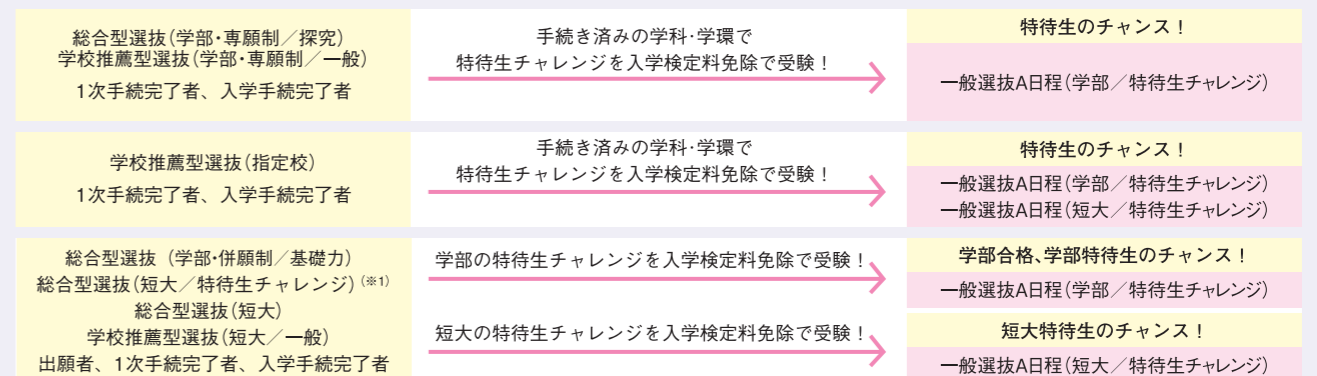 総合型選抜(学部・専願制／探究)
学校推薦型選抜(学部・専願制／一般)
1次手続完了者、入学手続完了者
手続き済みの学科・学環で
特待生チャレンジを入学検定料免除で受験！
特待生のチャンス！
一般選抜A日程(学部／特待生チャレンジ)
学校推薦型選抜(指定校)
1次手続完了者、入学手続完了者
手続き済みの学科・学環で
特待生チャレンジを入学検定料免除で受験！
特待生のチャンス！
一般選抜A日程(学部／特待生チャレンジ)
一般選抜A日程(短大／特待生チャレンジ)
総合型選抜 (学部・併願制／基礎力)
総合型選抜(短大／特待生チャレンジ)(※1)
総合型選抜(短大)
学校推薦型選抜(短大／一般)
出願者、1次手続完了者、入学手続完了者
学部の特待生チャレンジを入学検定料免除で受験！
学部合格、学部特待生のチャンス！
一般選抜A日程(学部／特待生チャレンジ)
短大の特待生チャレンジを入学検定料免除で受験！
短大特待生のチャンス！
一般選抜A日程(短大／特待生チャレンジ)